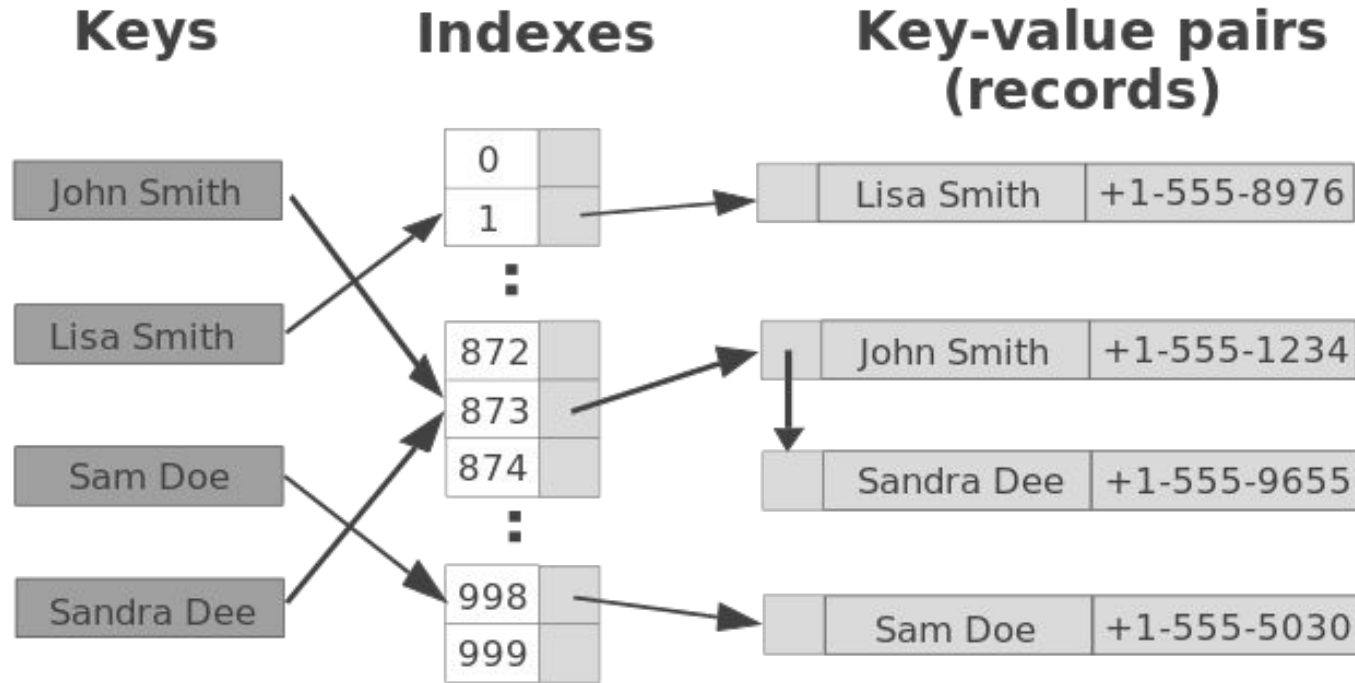 Keys
Indexes
Key-value pairs
(records)
John Smith
Lisa Smith
Sam Doe
Sandra Dee
0
1
:
872
873
874
:
998
999
Lisa Smith +1-555-8976
John Smith +1-555-1234
Sandra Dee +1-555-9655
Sam Doe +1-555-5030